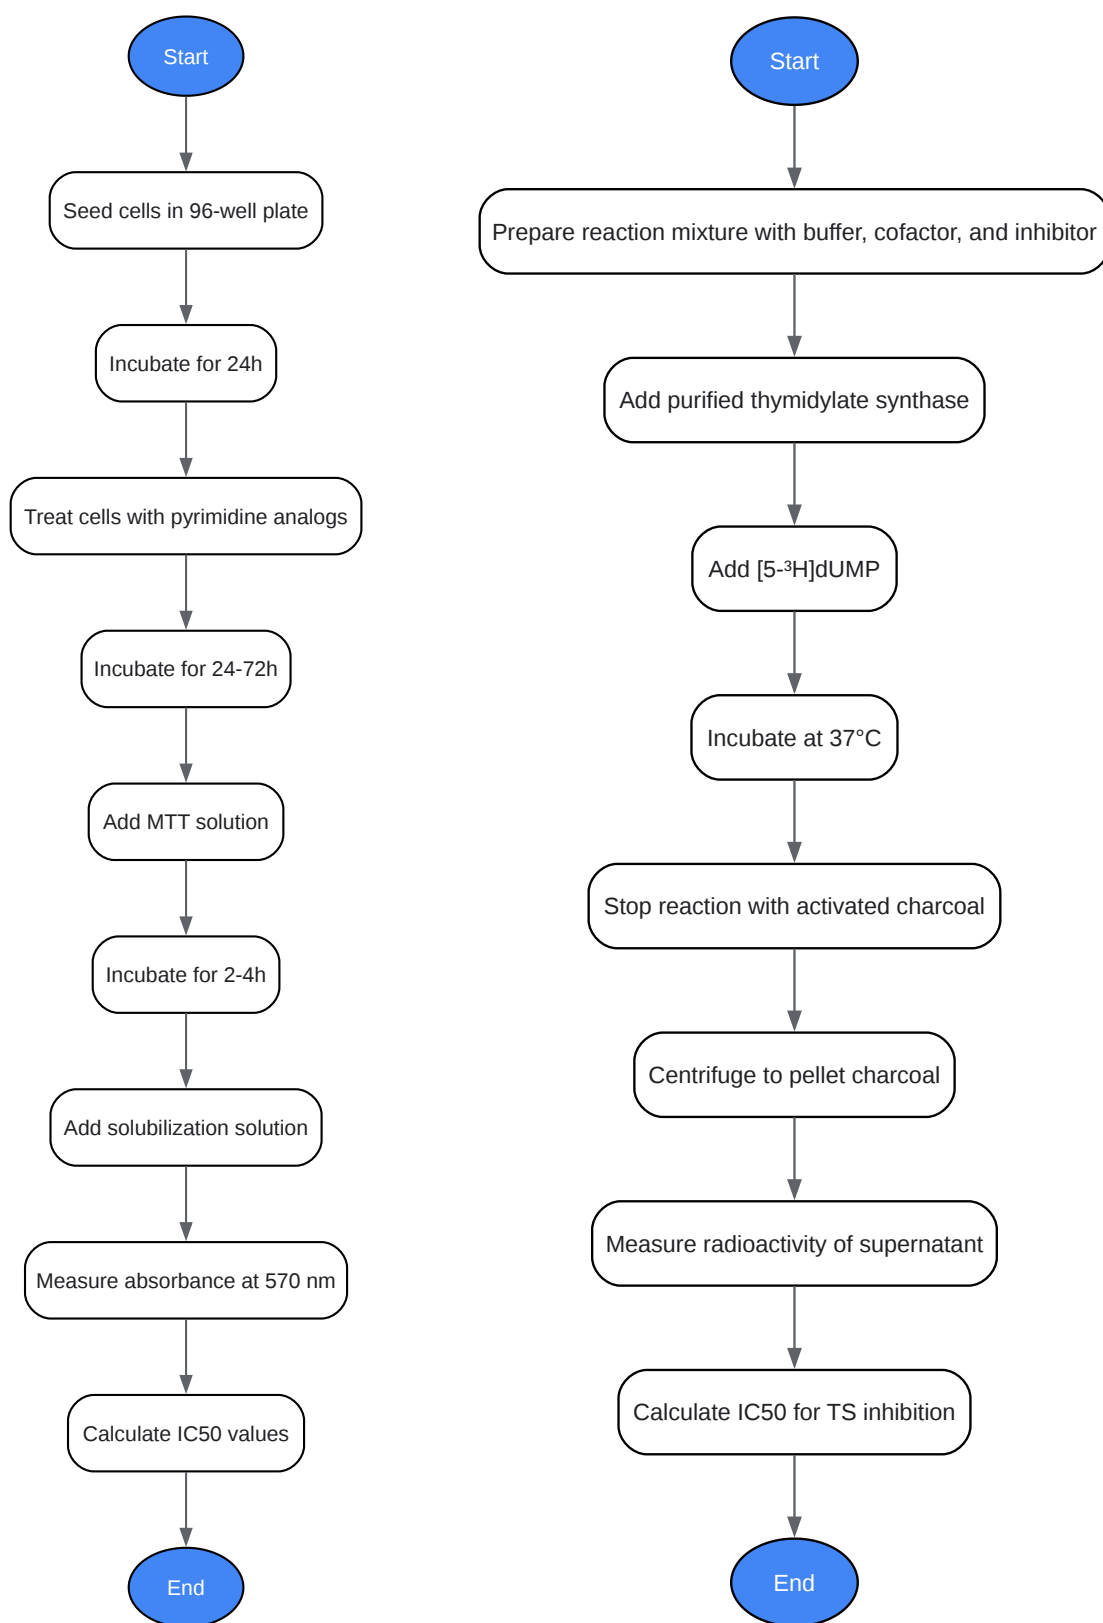 Start
Seed cells in 96-well plate
Incubate for 24h
Treat cells with pyrimidine analogs
Incubate for 24-72h
Add MTT solution
Incubate for 2-4h
Add solubilization solution
Measure absorbance at 570 nm
Calculate IC50 values
End
Start
Prepare reaction mixture with buffer, cofactor, and inhibitor
Add purified thymidylate synthase
Add [5-³H]dUMP
Incubate at 37°C
Stop reaction with activated charcoal
Centrifuge to pellet charcoal
Measure radioactivity of supernatant
Calculate IC50 for TS inhibition
End